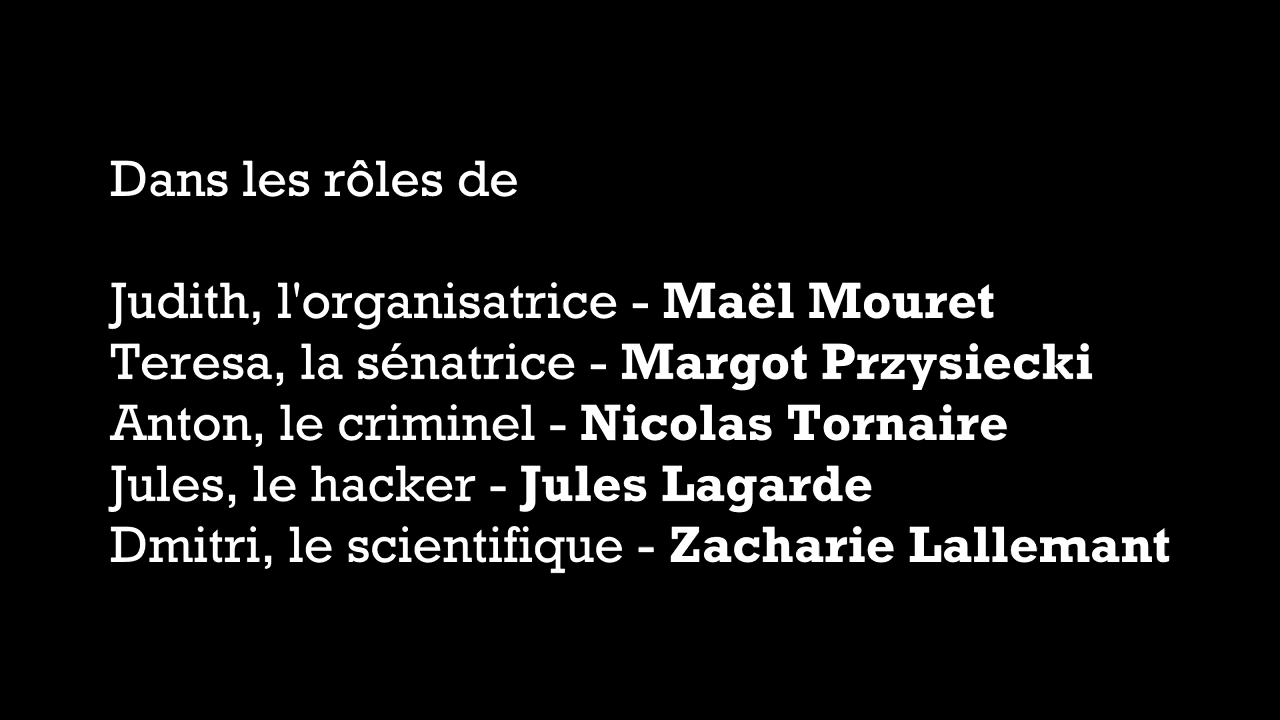 Dans les rôles de
Judith, l'organisatrice - Maël Mouret
Teresa, la sénatrice - Margot Przysiecki
Anton, le criminel - Nicolas Tornaire
Jules, le hacker - Jules Lagarde
Dmitri, le scientifique - Zacharie Lallemant